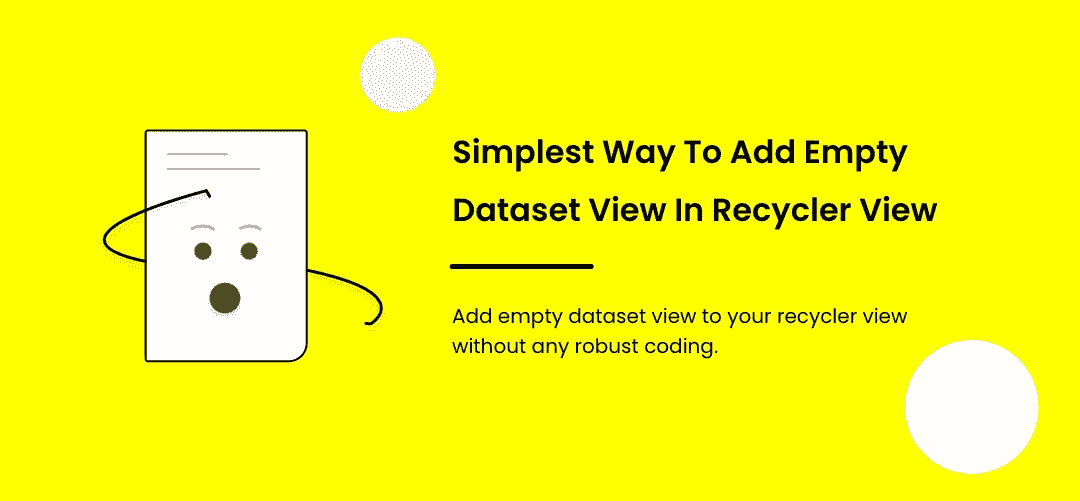 Simplest Way To Add Empty
Dataset View In Recycler View
Add empty dataset view to your recycler view
without any robust coding.